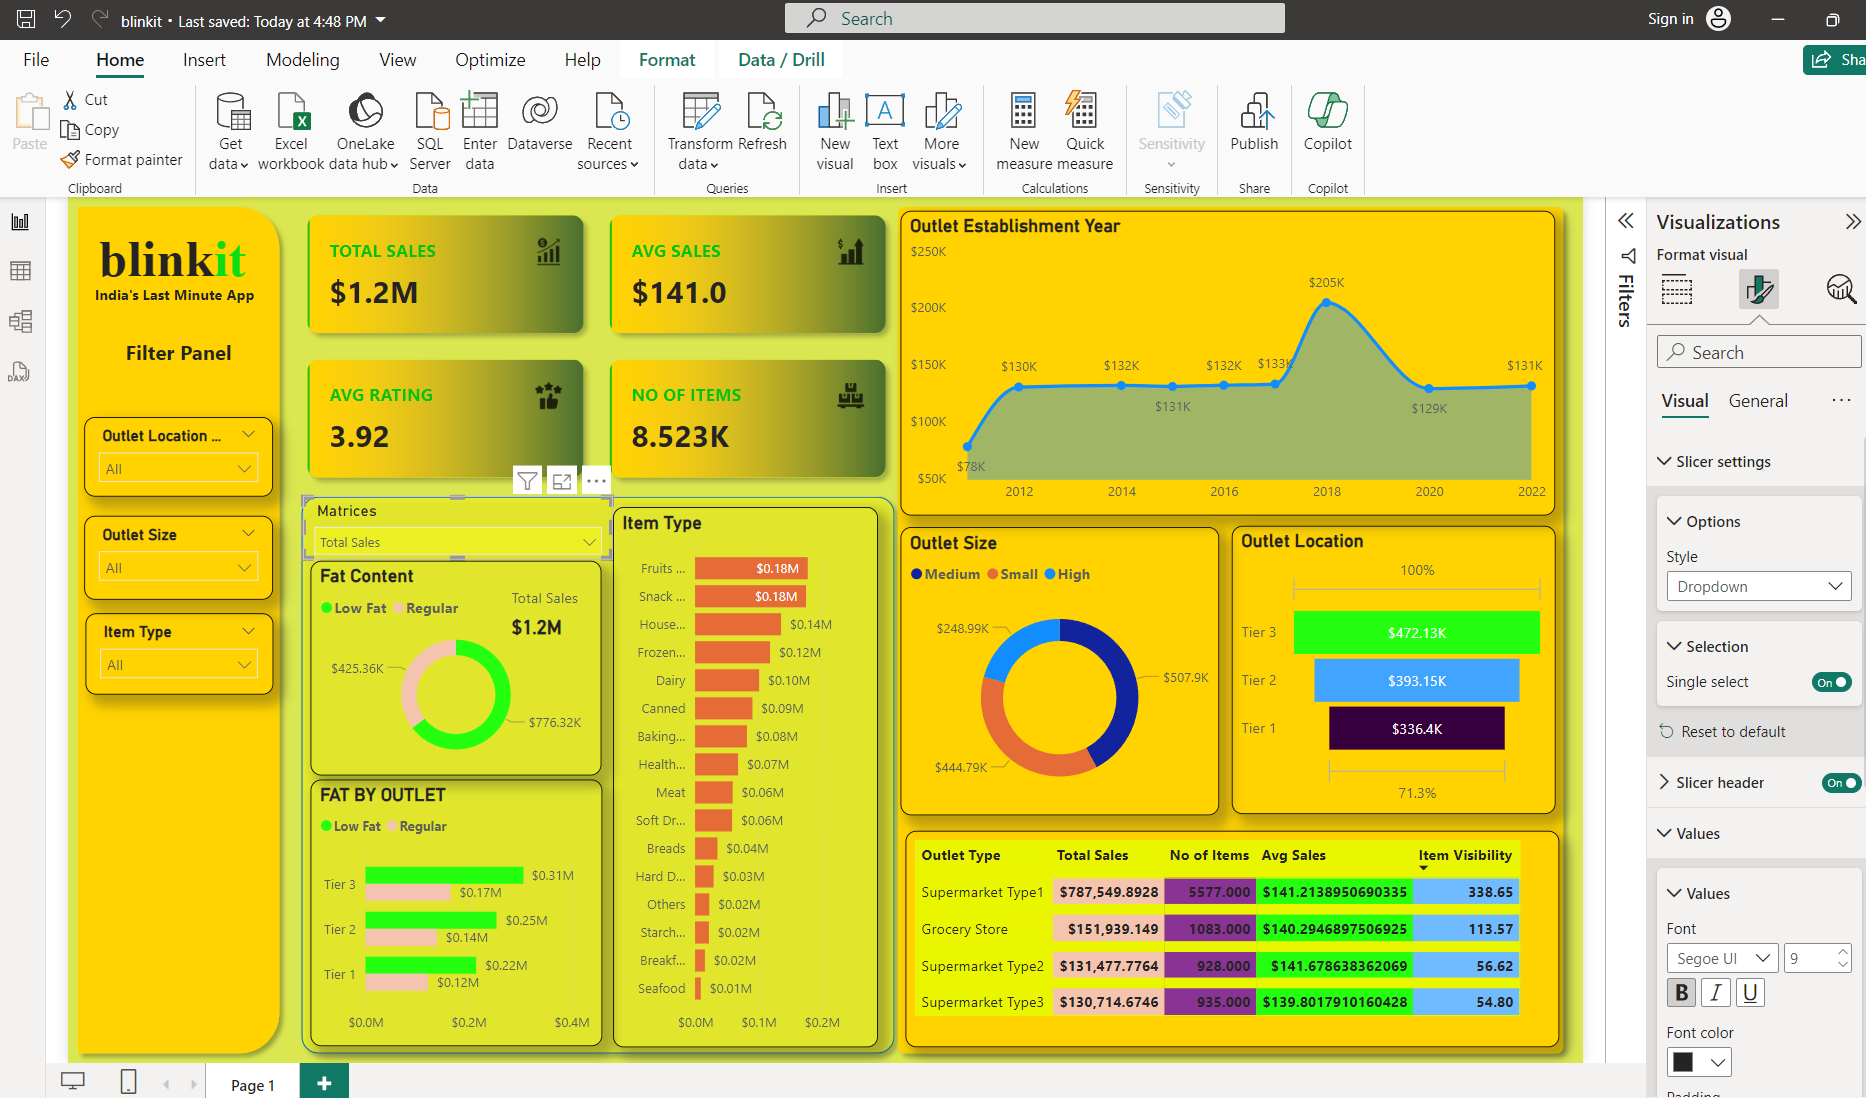 blinkit • Last saved: Today at 4:48 PM
Search
Sign in
File
Home
Insert
Modeling
View
Optimize
Help
Format
Data / Drill
Sha
Paste
Cut
Copy
Format painter
Clipboard
Get data
Excel workbook
OneLake data hub
SQL Server
Enter data
Dataverse
Recent sources
Data
Transform data
Refresh
Queries
New visual
Text box
More visuals
Insert
New measure
Quick measure
Calculations
Sensitivity
Sensitivity
Publish
Share
Copilot
Copilot
DAX
blinkit
India's Last Minute App
Filter Panel
Outlet Location ...
All
Outlet Size
All
Item Type
All
TOTAL SALES
$1.2M
AVG SALES
$141.0
AVG RATING
3.92
NO OF ITEMS
8.523K
Matrices
Total Sales
Fat Content
Low Fat Regular
Total Sales
$1.2M
$425.36K
$776.32K
FAT BY OUTLET
Low Fat Regular
Tier 3 $0.31M
$0.17M
Tier 2 $0.25M
$0.14M
Tier 1 $0.22M
$0.12M
$0.0M $0.2M $0.4M
Item Type
Fruits ... $0.18M
Snack ... $0.18M
House... $0.14M
Frozen... $0.12M
Dairy $0.10M
Canned $0.09M
Baking... $0.08M
Health... $0.07M
Meat $0.06M
Soft Dr... $0.06M
Breads $0.04M
Hard D... $0.03M
Others $0.02M
Starch... $0.02M
Breakf... $0.02M
Seafood $0.01M
$0.0M $0.1M $0.2M
Outlet Establishment Year
$250K
$200K
$150K
$100K
$50K
$78K
$130K
$132K
$131K
$132K
$133K
$205K
$129K
$131K
2012 2014 2016 2018 2020 2022
Outlet Size
Medium Small High
$248.99K
$507.9K
$444.79K
Outlet Location
100%
Tier 3 $472.13K
Tier 2 $393.15K
Tier 1 $336.4K
71.3%
Outlet Type Total Sales No of Items Avg Sales Item Visibility
Supermarket Type1 $787,549.8928 5577.000 $141.2138950690335 338.65
Grocery Store $151,939.149 1083.000 $140.2946897506925 113.57
Supermarket Type2 $131,477.7764 928.000 $141.678638362069 56.62
Supermarket Type3 $130,714.6746 935.000 $139.8017910160428 54.80
Filters
Visualizations
Format visual
Search
Visual
General
Slicer settings
Options
Style
Dropdown
Selection
Single select On
Reset to default
Slicer header On
Values
Values
Font
Segoe UI 9
B I U
Font color
Padding
Page 1